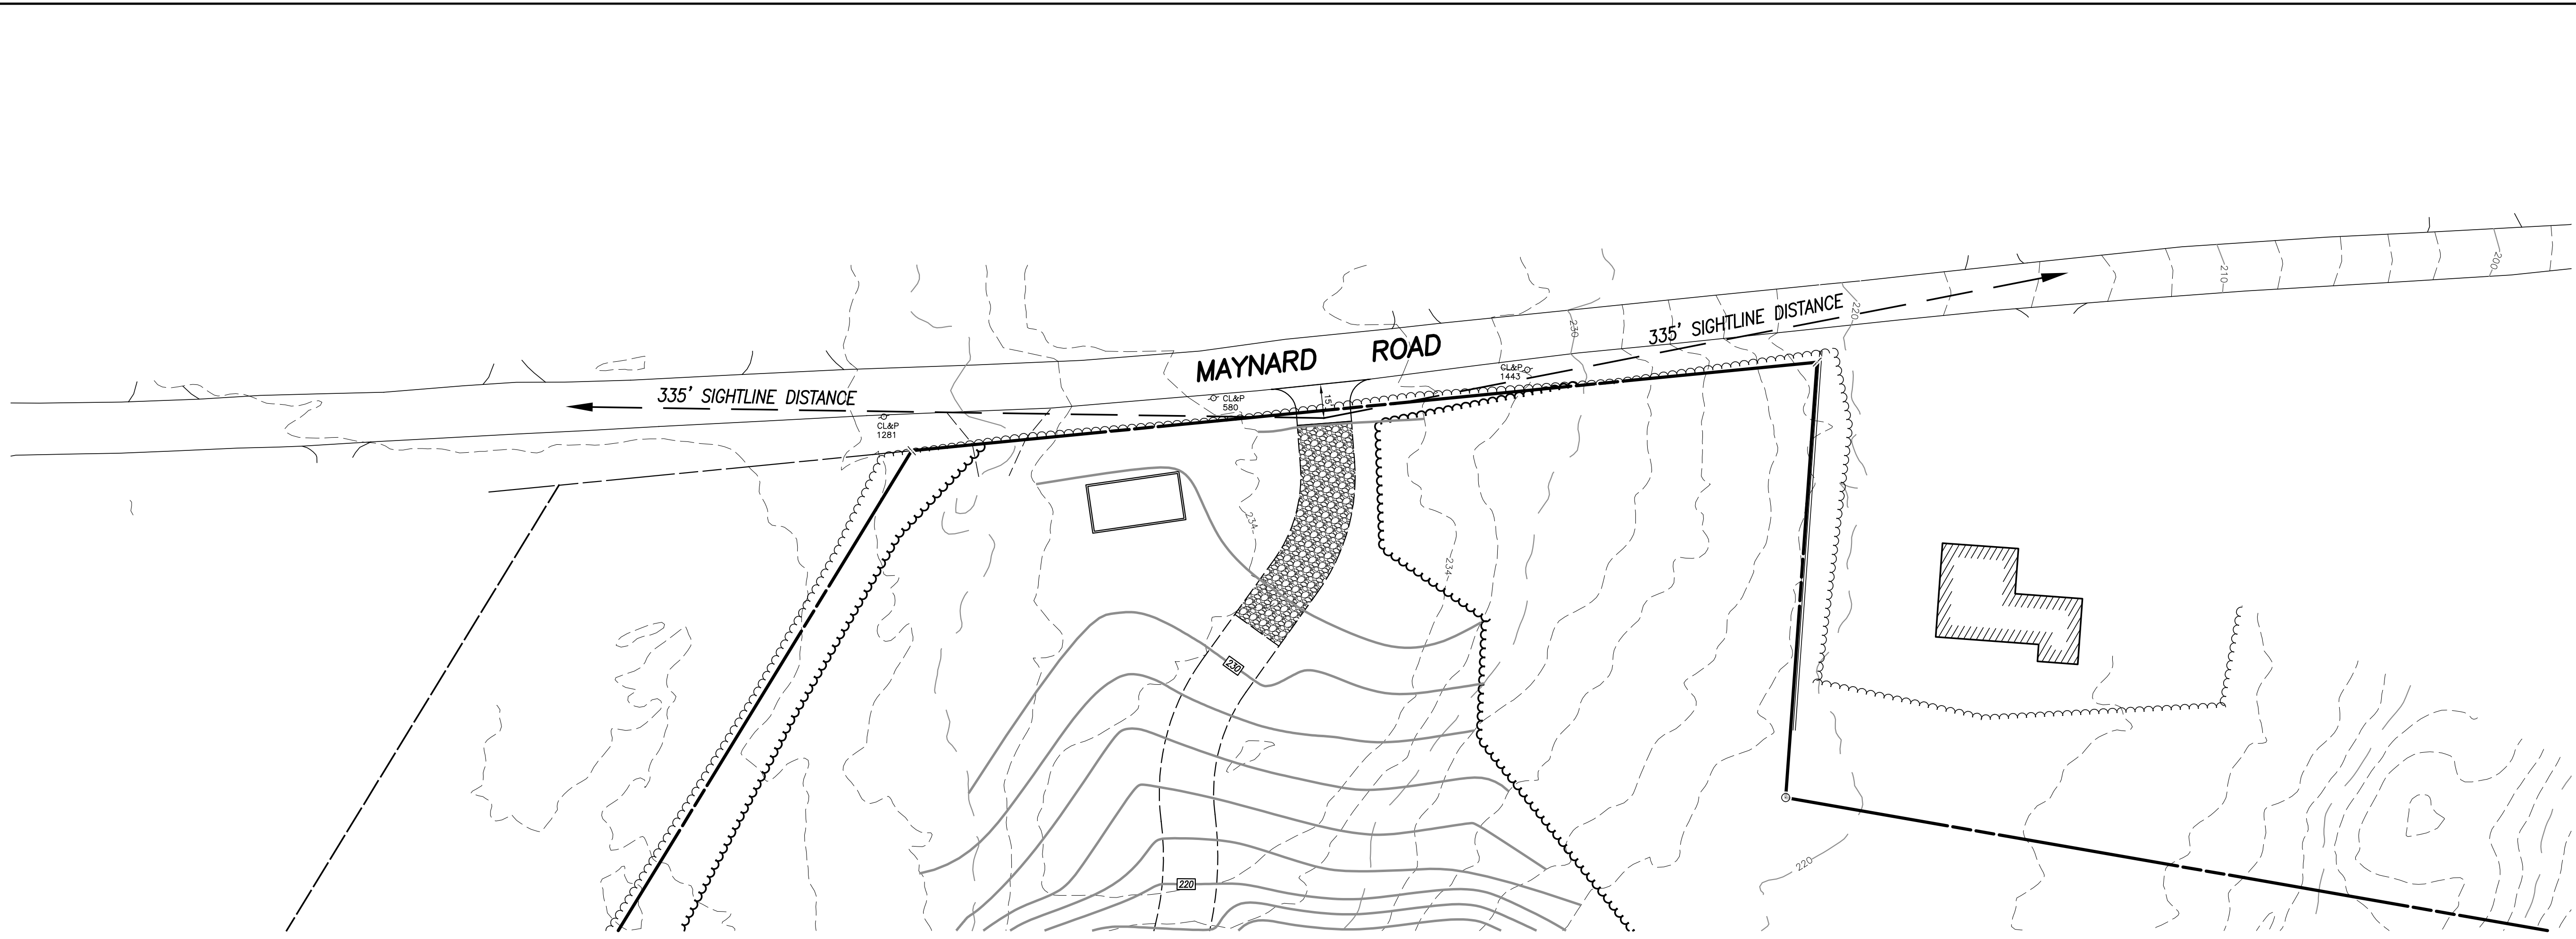 200
210
220
230
335' SIGHTLINE DISTANCE
MAYNARD ROAD
CL&P
1443
335' SIGHTLINE DISTANCE
CL&P
580
15'
CL&P
1281
234
234
230
220
220